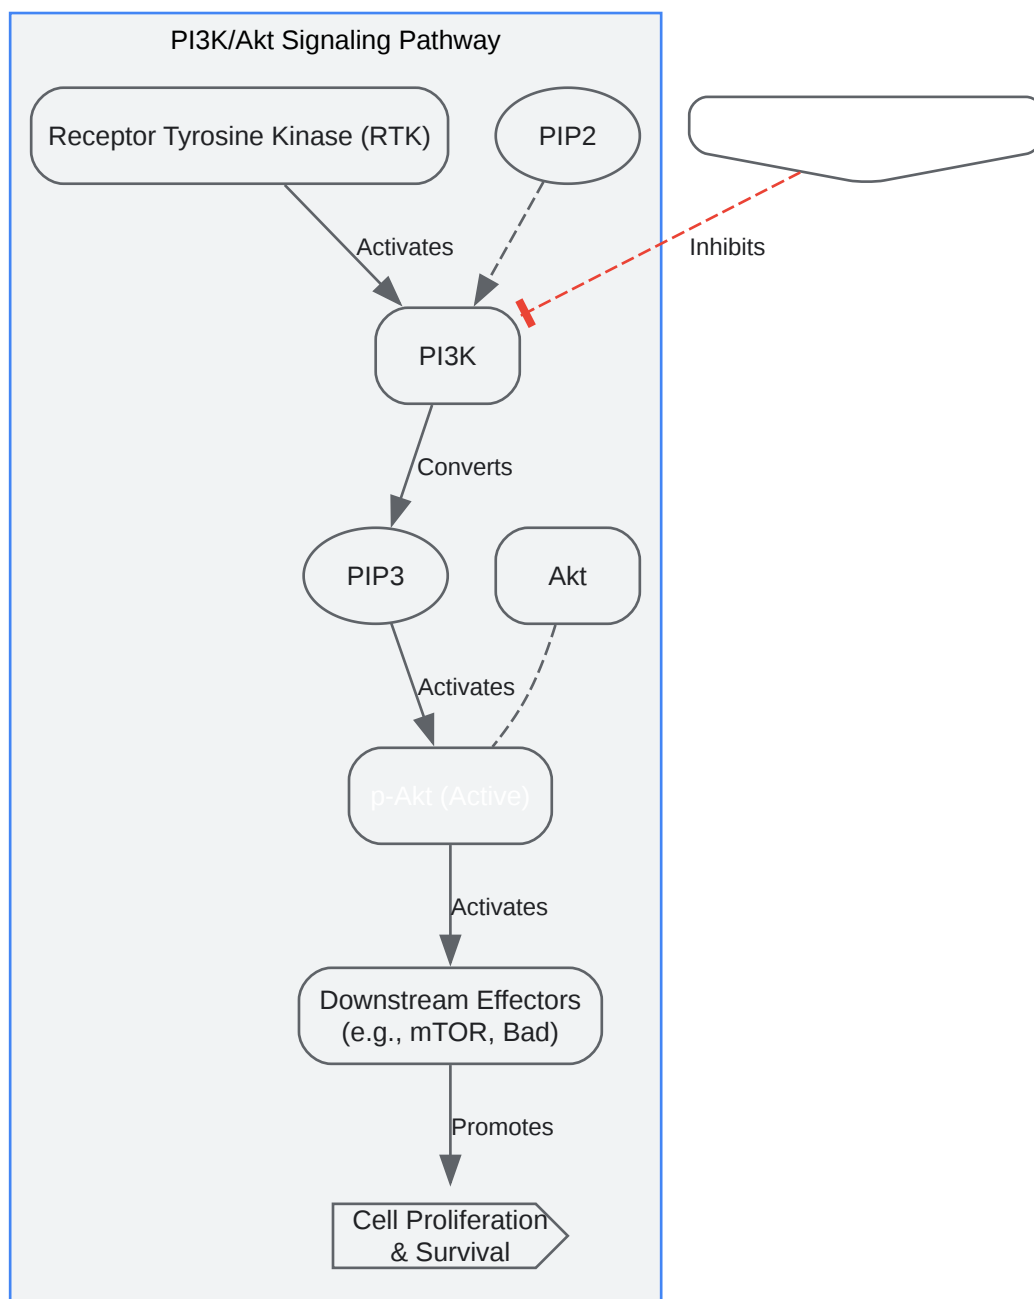 PI3K/Akt Signaling Pathway
Receptor Tyrosine Kinase (RTK)
PIP2
Activates
Inhibits
PI3K
Converts
PIP3
Akt
Activates
p-Akt (Active)
Activates
Downstream Effectors
(e.g., mTOR, Bad)
Promotes
Cell Proliferation
& Survival